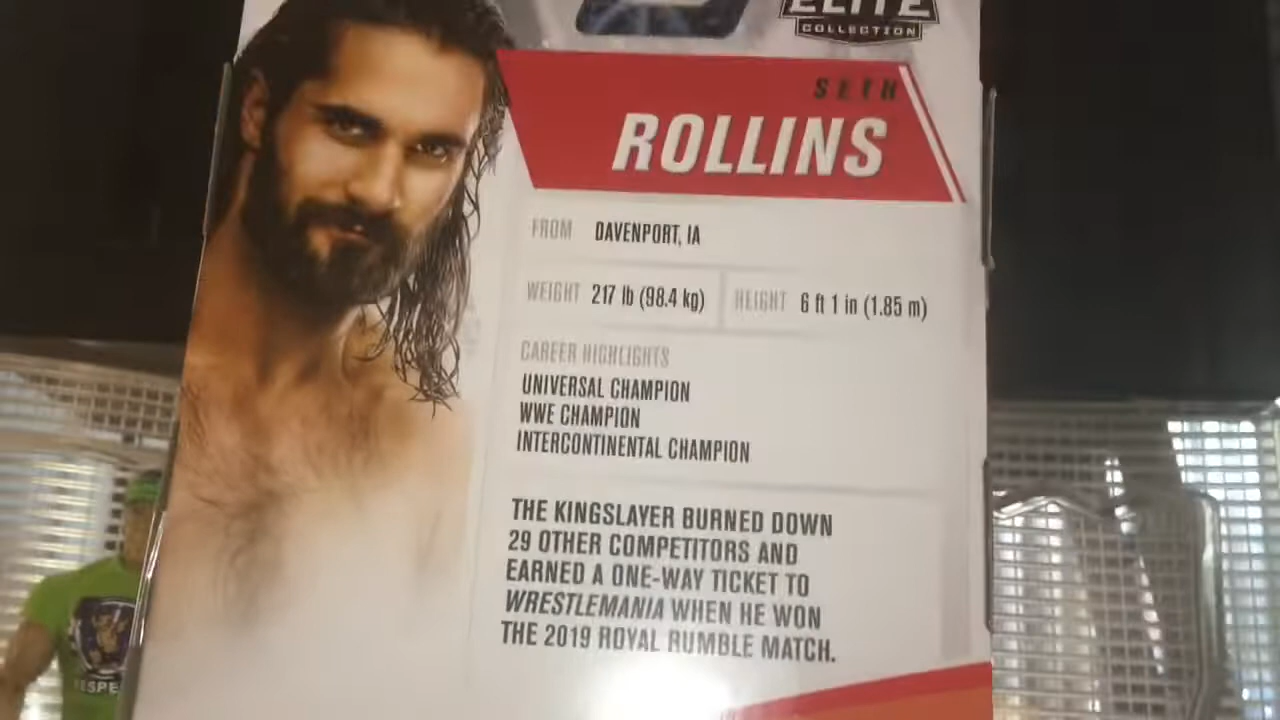 ELITE
COLLECTION
SETH
ROLLINS
FROM DAVENPORT, IA
WEIGHT 217 lb (98.4 kg) HEIGHT 6 ft 1 in (1.85 m)
CAREER HIGHLIGHTS
UNIVERSAL CHAMPION
WWE CHAMPION
INTERCONTINENTAL CHAMPION
THE KINGSLAYER BURNED DOWN
29 OTHER COMPETITORS AND
EARNED A ONE-WAY TICKET TO
WRESTLEMANIA WHEN HE WON
THE 2019 ROYAL RUMBLE MATCH.